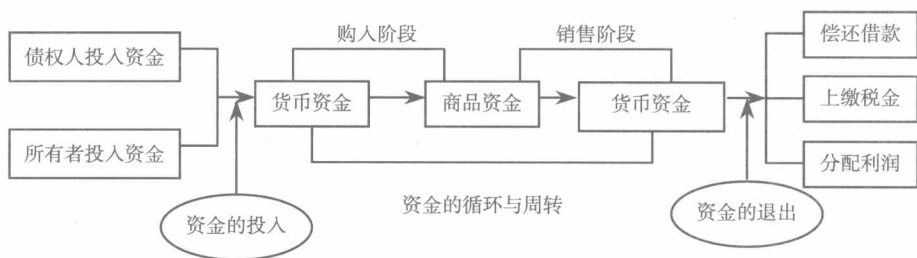 购入阶段
销售阶段
债权人投入资金
所有者投入资金
货币资金
商品资金
货币资金
偿还借款
上缴税金
分配利润
资金的循环与周转
资金的投入
资金的退出